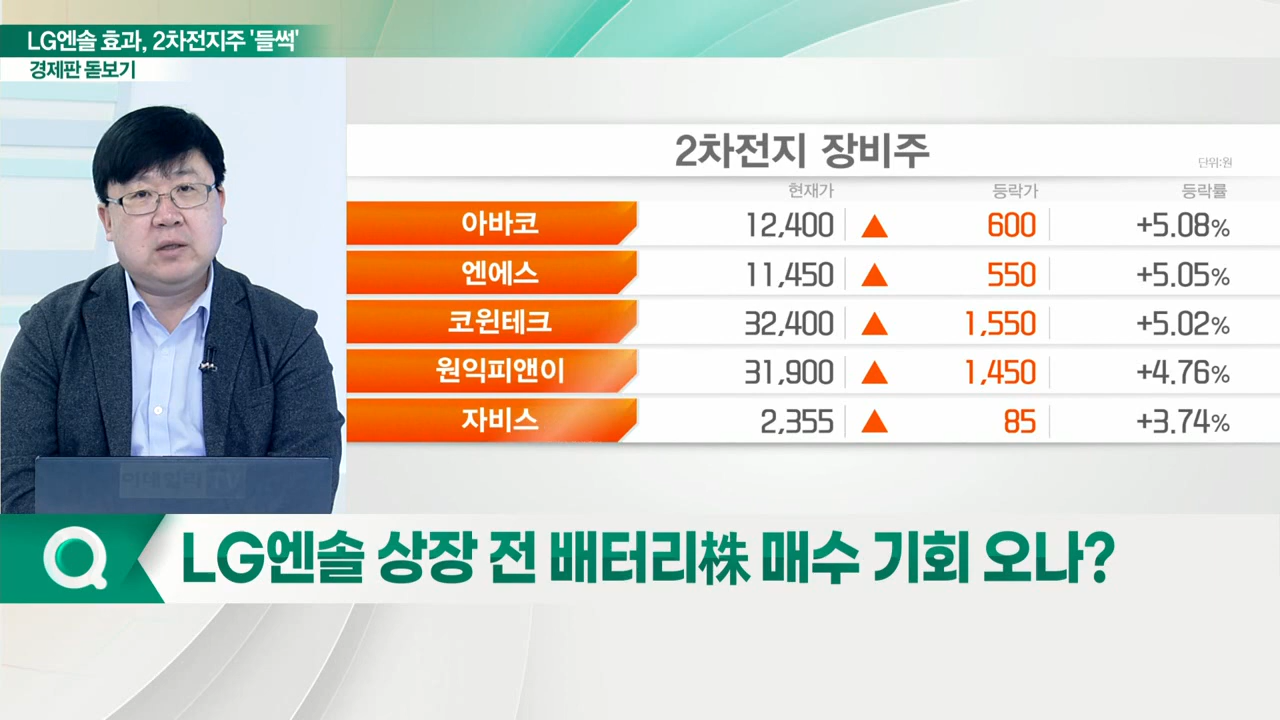 LG엔솔 효과, 2차전지주 '들썩'
경제판 돋보기
2차전지 장비주
단위:원
현재가 등락가 등락률
아바코 12,400 ▲ 600 +5.08%
엔에스 11,450 ▲ 550 +5.05%
코윈테크 32,400 ▲ 1,550 +5.02%
원익피앤이 31,900 ▲ 1,450 +4.76%
자비스 2,355 ▲ 85 +3.74%
이데일리 TV
LG엔솔 상장 전 배터리株 매수 기회 오나?